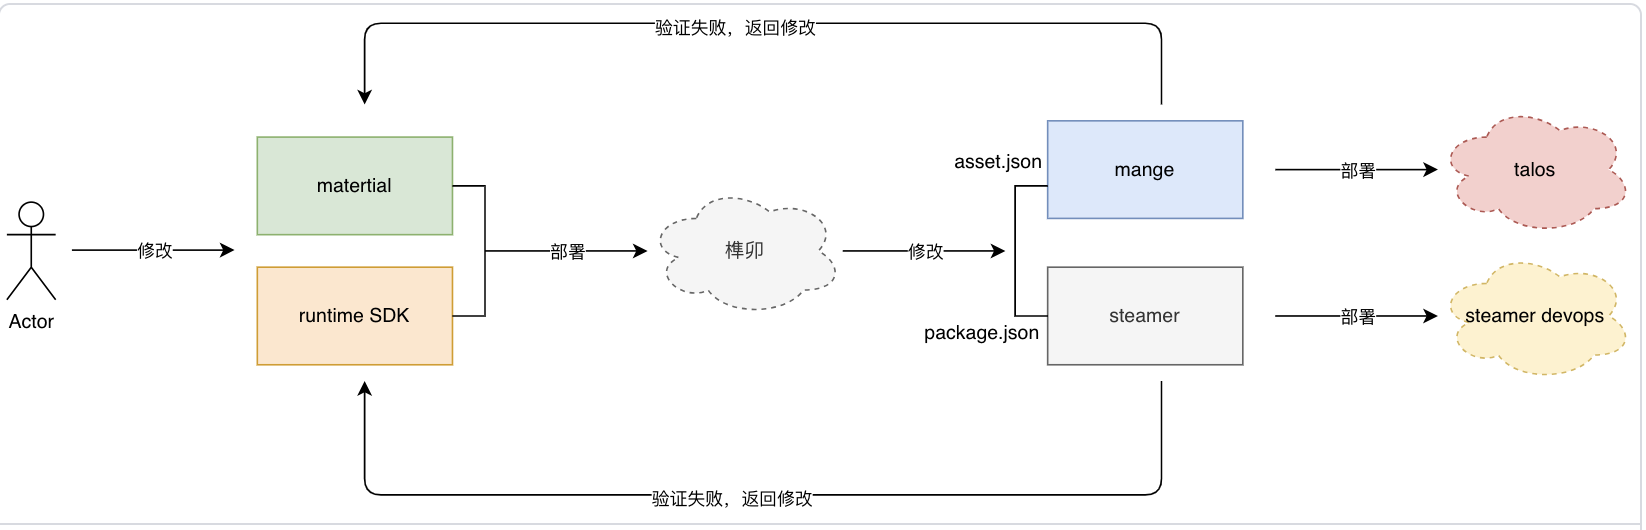 验证失败，返回修改
matertial
asset.json
mange
部署
talos
修改
部署
榫卯
修改
Actor
runtime SDK
package.json
steamer
部署
steamer devops
验证失败，返回修改